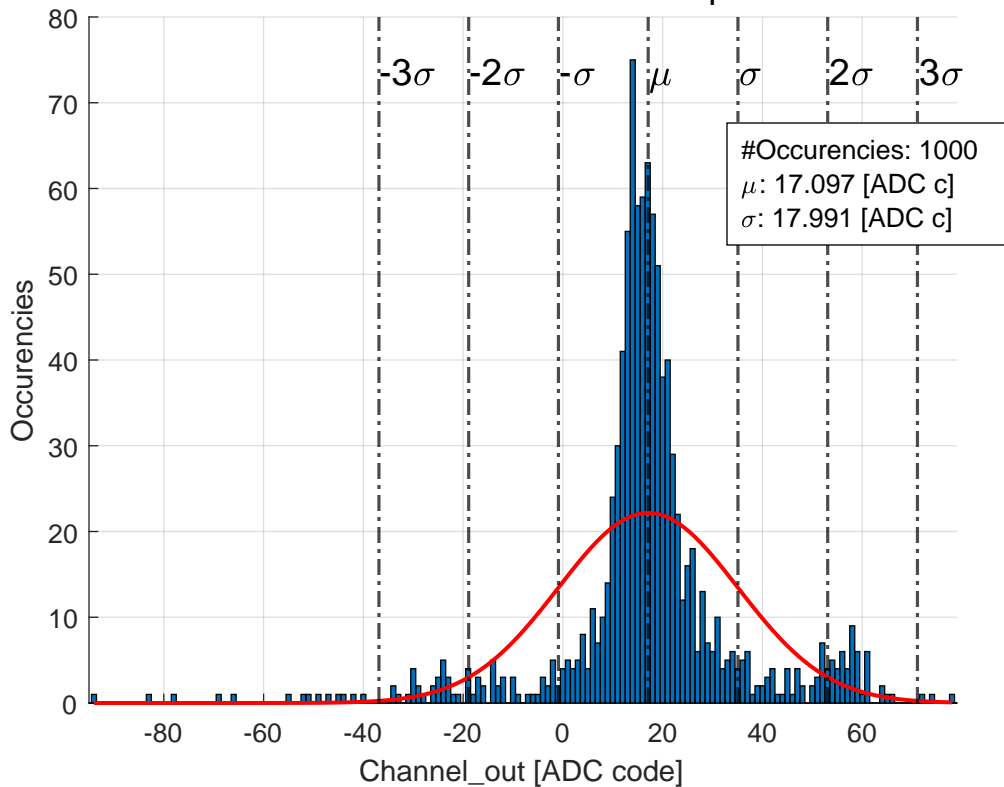 80
70
60
50
40
30
20
10
0
Occurencies
-3σ
-2σ
-σ
μ
σ
2σ
3σ
#Occurencies: 1000
μ: 17.097 [ADC c]
σ: 17.991 [ADC c]
-80
-60
-40
-20
0
20
40
60
Channel_out [ADC code]